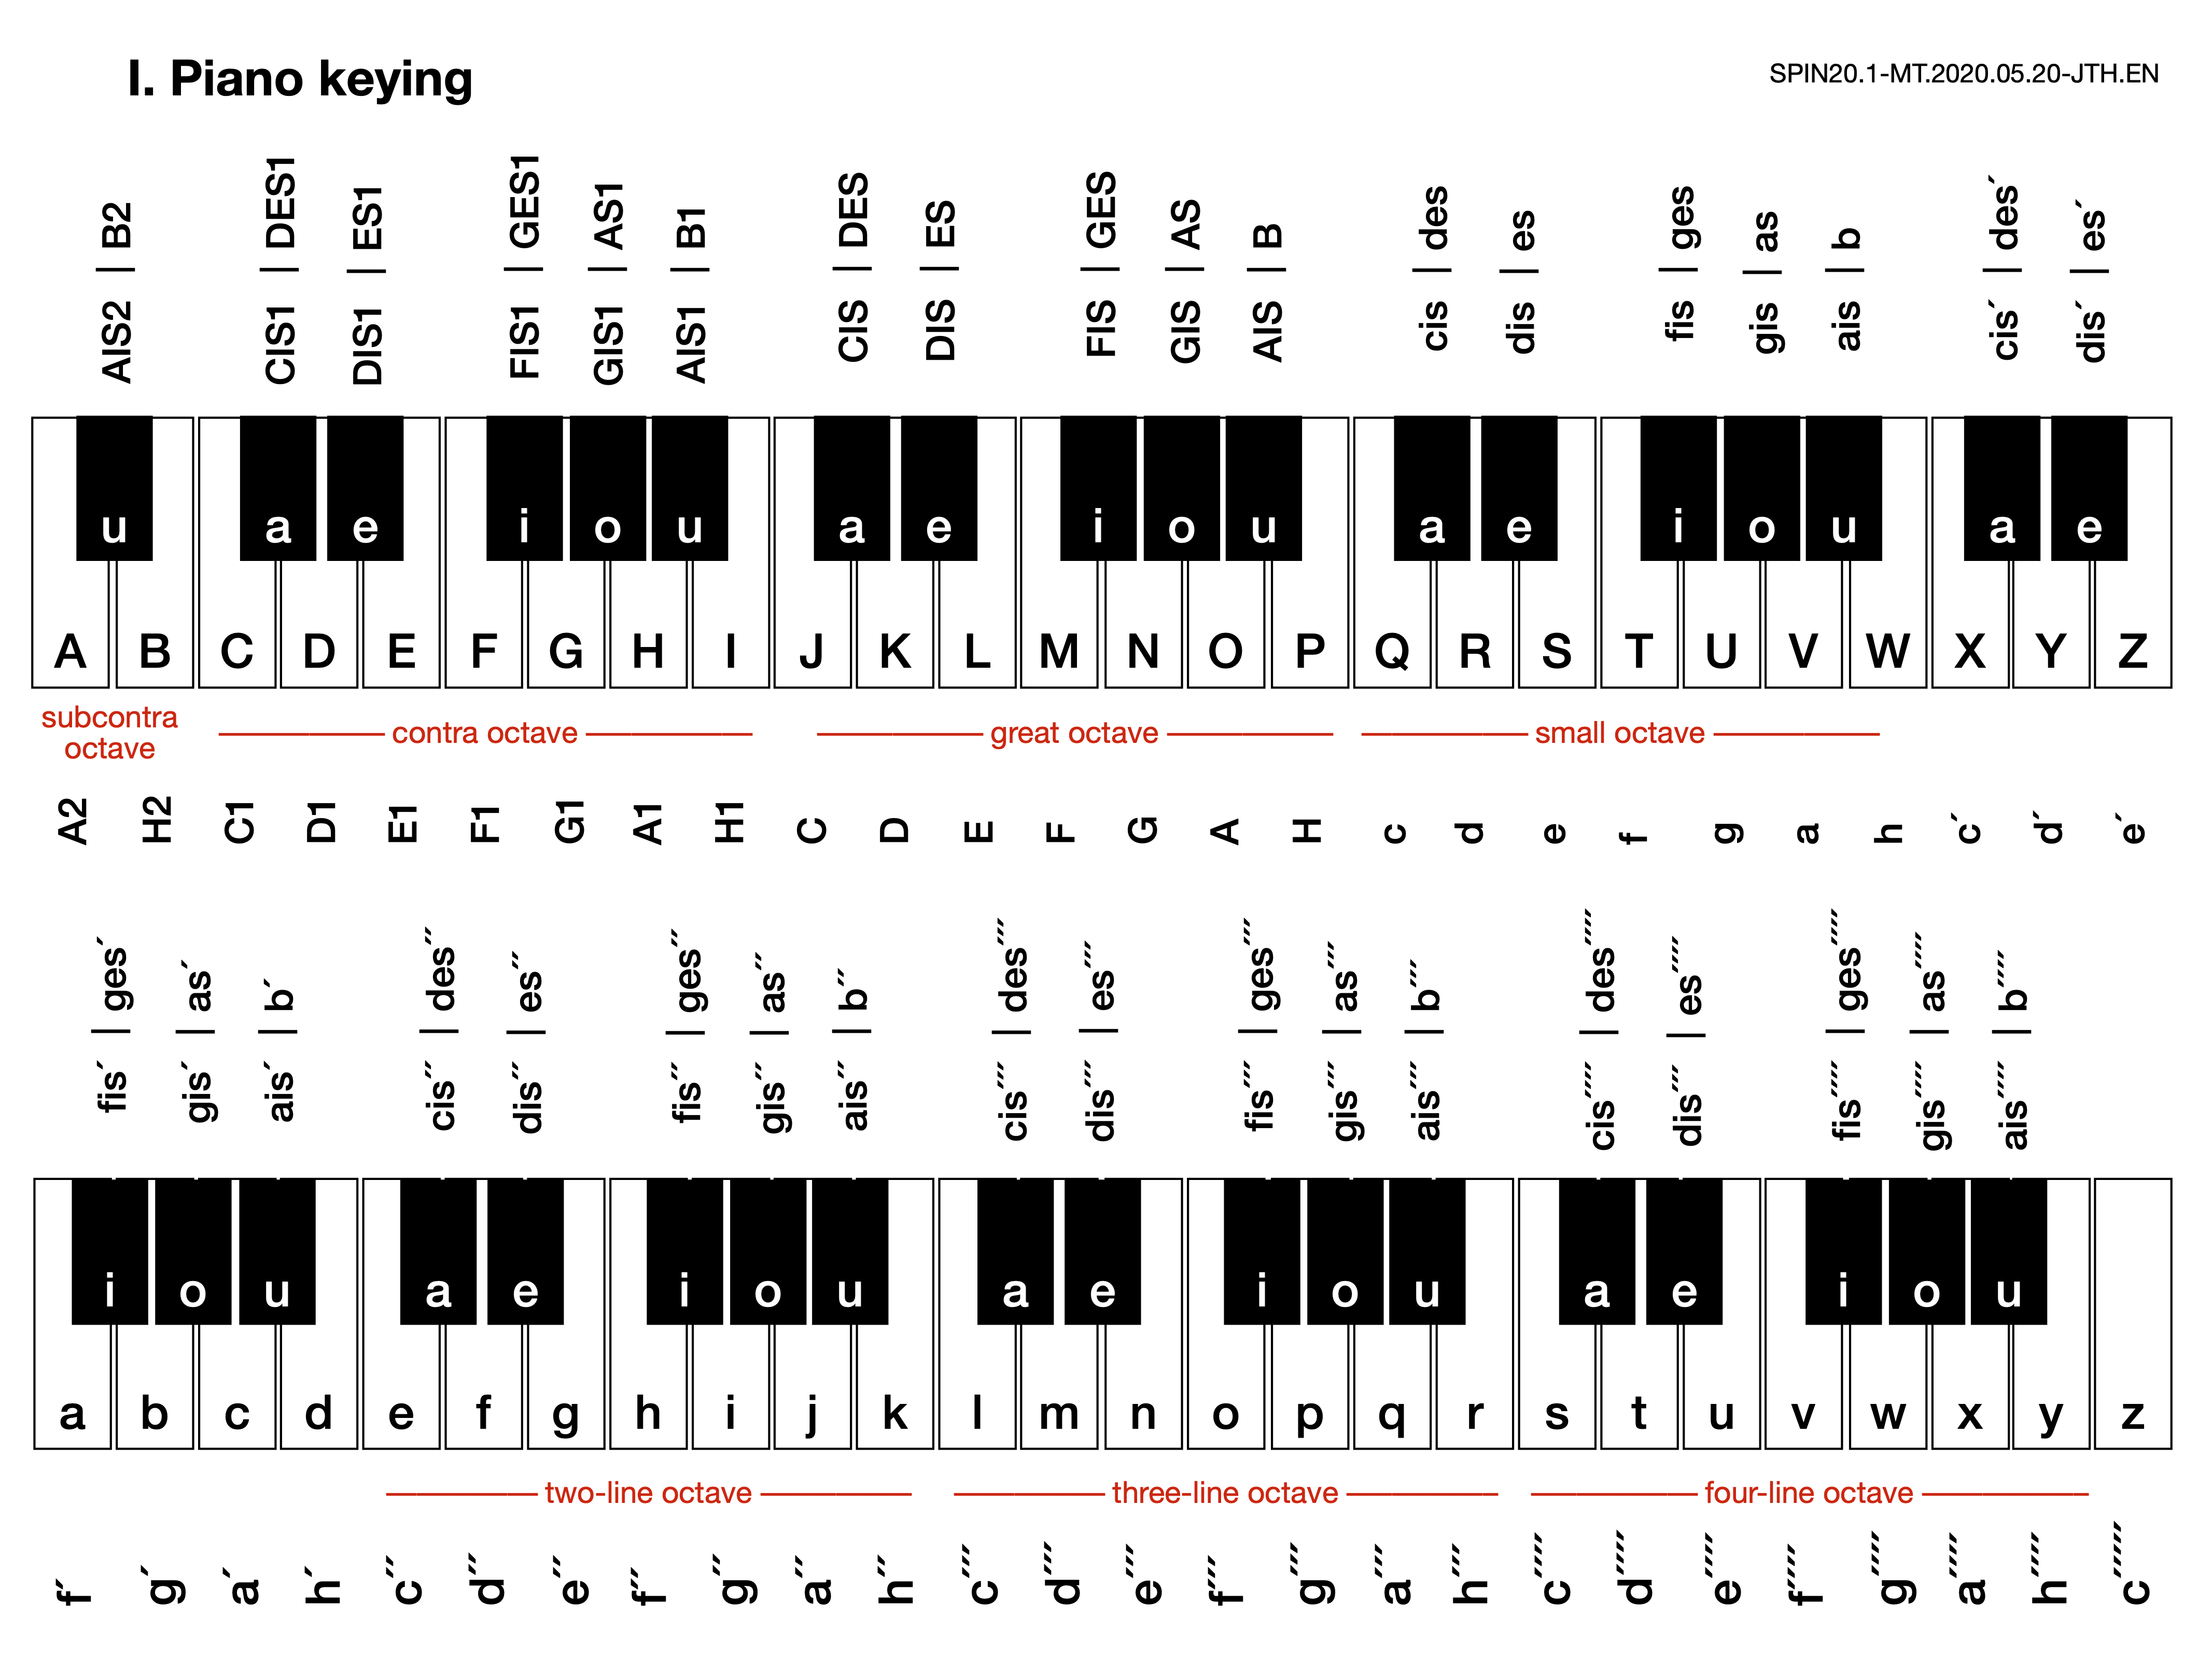 I. Piano keying
SPIN20.1-MT.2020.05.20-JTH.EN
AIS2 | B2
CIS1 | DES1
DIS1 | ES1
FIS1 | GES1
GIS1 | AS1
AIS1 | B1
CIS | DES
DIS | ES
FIS | GES
GIS | AS
AIS | B
cis | des
dis | es
fis | ges
gis | as
ais | b
cis´ | des´
dis´ | es´
u a e i o u a e i o u a e i o u a e
A B C D E F G H I J K L M N O P Q R S T U V W X Y Z
subcontra
octave
contra octave
great octave
small octave
A2 H2 C1 D1 E1 F1 G1 A1 H1 C D E F G A H c d e f g a h c´ d´ e´
fis´ | ges´
gis´ | as´
ais´ | b´
cis´´ | des´´
dis´´ | es´´
fis´´ | ges´´
gis´´ | as´´
ais´´ | b´´
cis´´´ | des´´´
dis´´´ | es´´´
fis´´´ | ges´´´
gis´´´ | as´´´
ais´´´ | b´´´
cis´´´´ | des´´´´
dis´´´ | es´´´´
fis´´´´ | ges´´´´
gis´´´´ | as´´´´
ais´´´´ | b´´´´
i o u a e i o u a e i o u a e i o u
a b c d e f g h i j k l m n o p q r s t u v w x y z
two-line octave
three-line octave
four-line octave
f´ g´ a´ h´ c´´ d´´ e´´ f´´ g´´ a´´ h´´ c´´´ d´´´ e´´´ f´´´ g´´´ a´´´ h´´´ c´´´´ d´´´´ e´´´´ f´´´´ g´´´´ a´´´´ h´´´´ c´´´´´